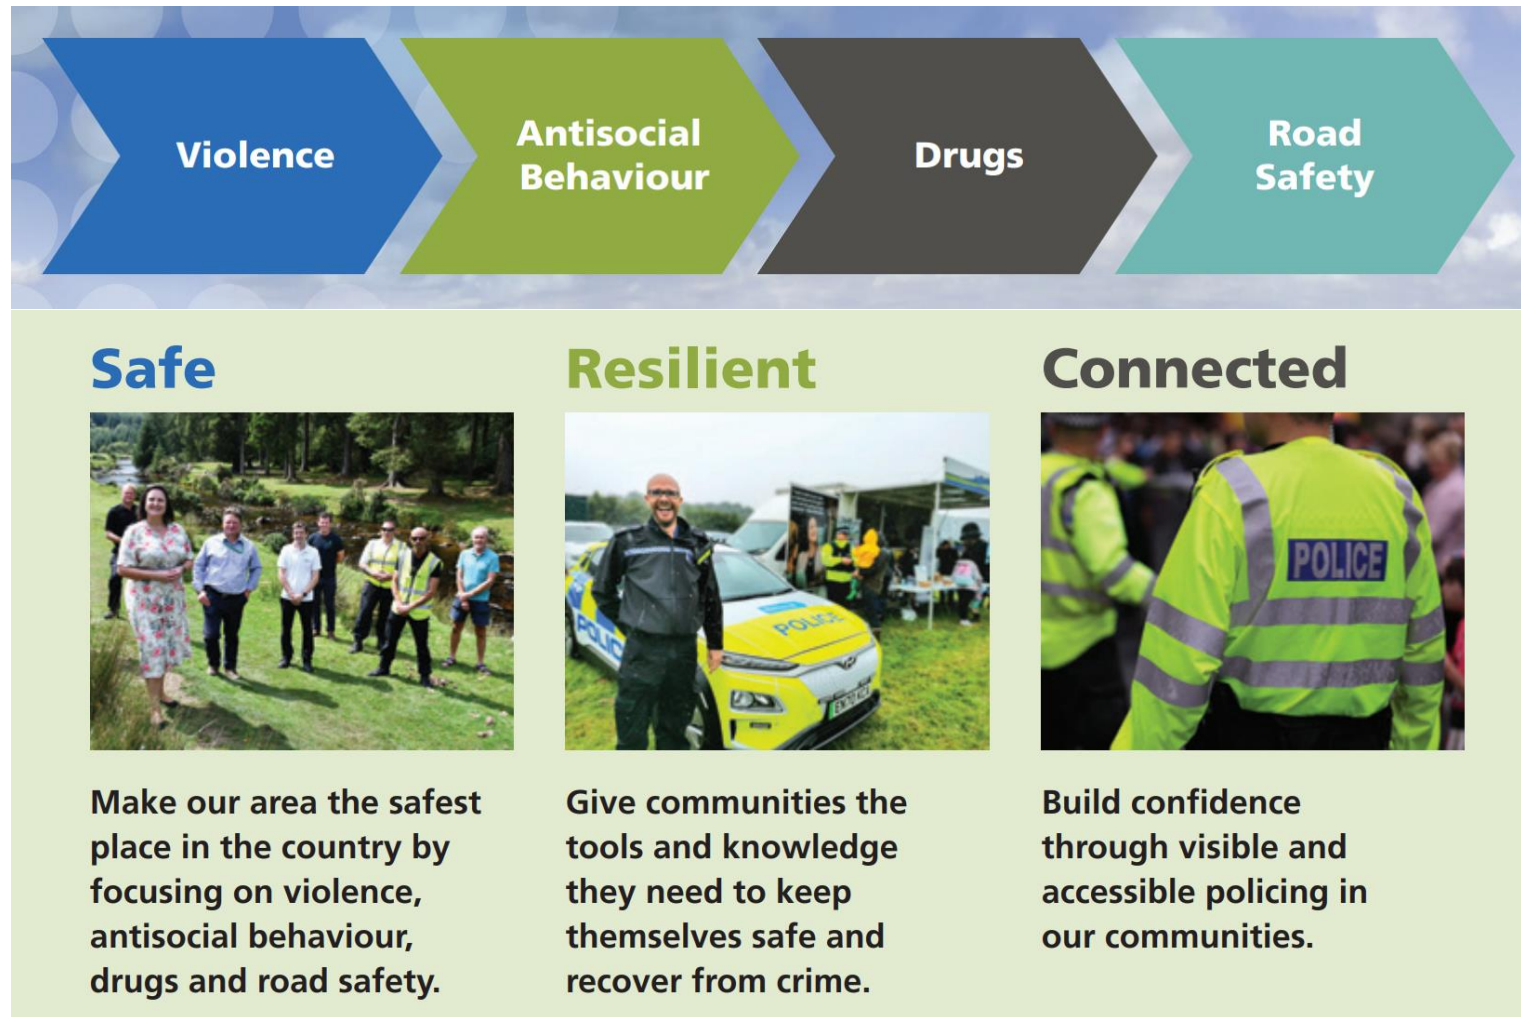 Violence
Antisocial
Behaviour
Drugs
Road
Safety
Safe
Resilient
Connected
POLICE
POLICE
POLICE
Make our area the safest
place in the country by
focusing on violence,
antisocial behaviour,
drugs and road safety.
Give communities the
tools and knowledge
they need to keep
themselves safe and
recover from crime.
Build confidence
through visible and
accessible policing in
our communities.